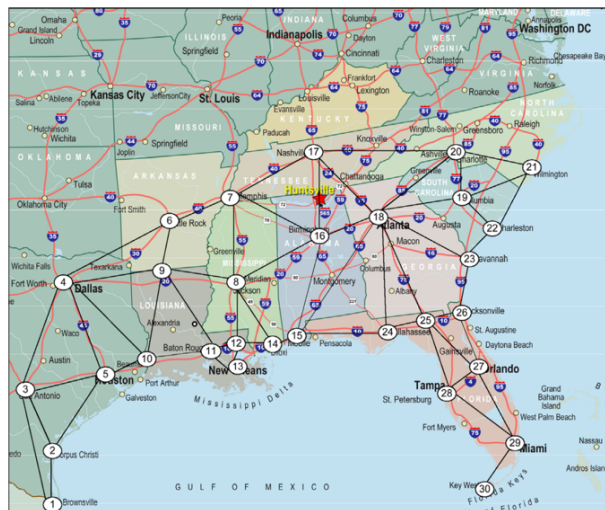 Omaha
Peoria
INDIANA
Columbus
MARYLAND
DELAWARE
Grand Island
Lincoln
ILLINOIS
Indianapolis
Dayton
Cincinnati
WEST
VIRGINIA
Annapolis
Washington DC
Springfield
Charleston
Chesapeake Bay
Richmond
KANSAS
Kansas City
JefferonCity
St. Louis
Frankfort
Louisville
Lexington
VIRGINIA
Roanoke
Norfolk
Salina
Abilene
Topeka
Evansville
KENTUCKY
MISSOURI
Hutchinson
Wichita
Joplin
Springfield
Paducah
Knoxville
Winston-Salem
Greensboro
Raleigh
NORTH
CAROLINA
OKLAHOMA
Tulsa
ARKANSAS
17
Nashville
TENNESSEE
20
Ashville
Charlotte
21
Wilmington
Oklahoma City
Fort Smith
7
Memphis
Huntsville
Chattanooga
Greenville
SOUTH
CAROLINA
6
Little Rock
16
Birmingham
18
Atlanta
19
Columbia
22
Charleston
Wichita Falls
Texarkana
Greenville
MISSISSIPPI
ALABAMA
Augusta
Macon
GEORGIA
23
Savannah
4
Dallas
Fort Worth
9
8
Jackson
Meridian
Montgomery
Columbus
Albany
LOUISIANA
Waco
Alexandria
15
Mobile
Pensacola
24
Tallahassee
25
26
Jacksonville
St. Augustine
Austin
10
Baton Rouge
11
12
14
Biloxi
Gainsville
Daytona Beach
3
San Antonio
5
Houston
Port Arthur
Galveston
New Orleans
13
Mississippi Delta
27
Orlando
Tampa
St. Petersburg
28
FLORIDA
Grand
Bahama
Island
2
Corpus Christi
Fort Myers
West Palm Beach
29
Miami
Nassau
Andros Island
1
Brownsville
GULF OF MEXICO
Key West
30
Florida Keys